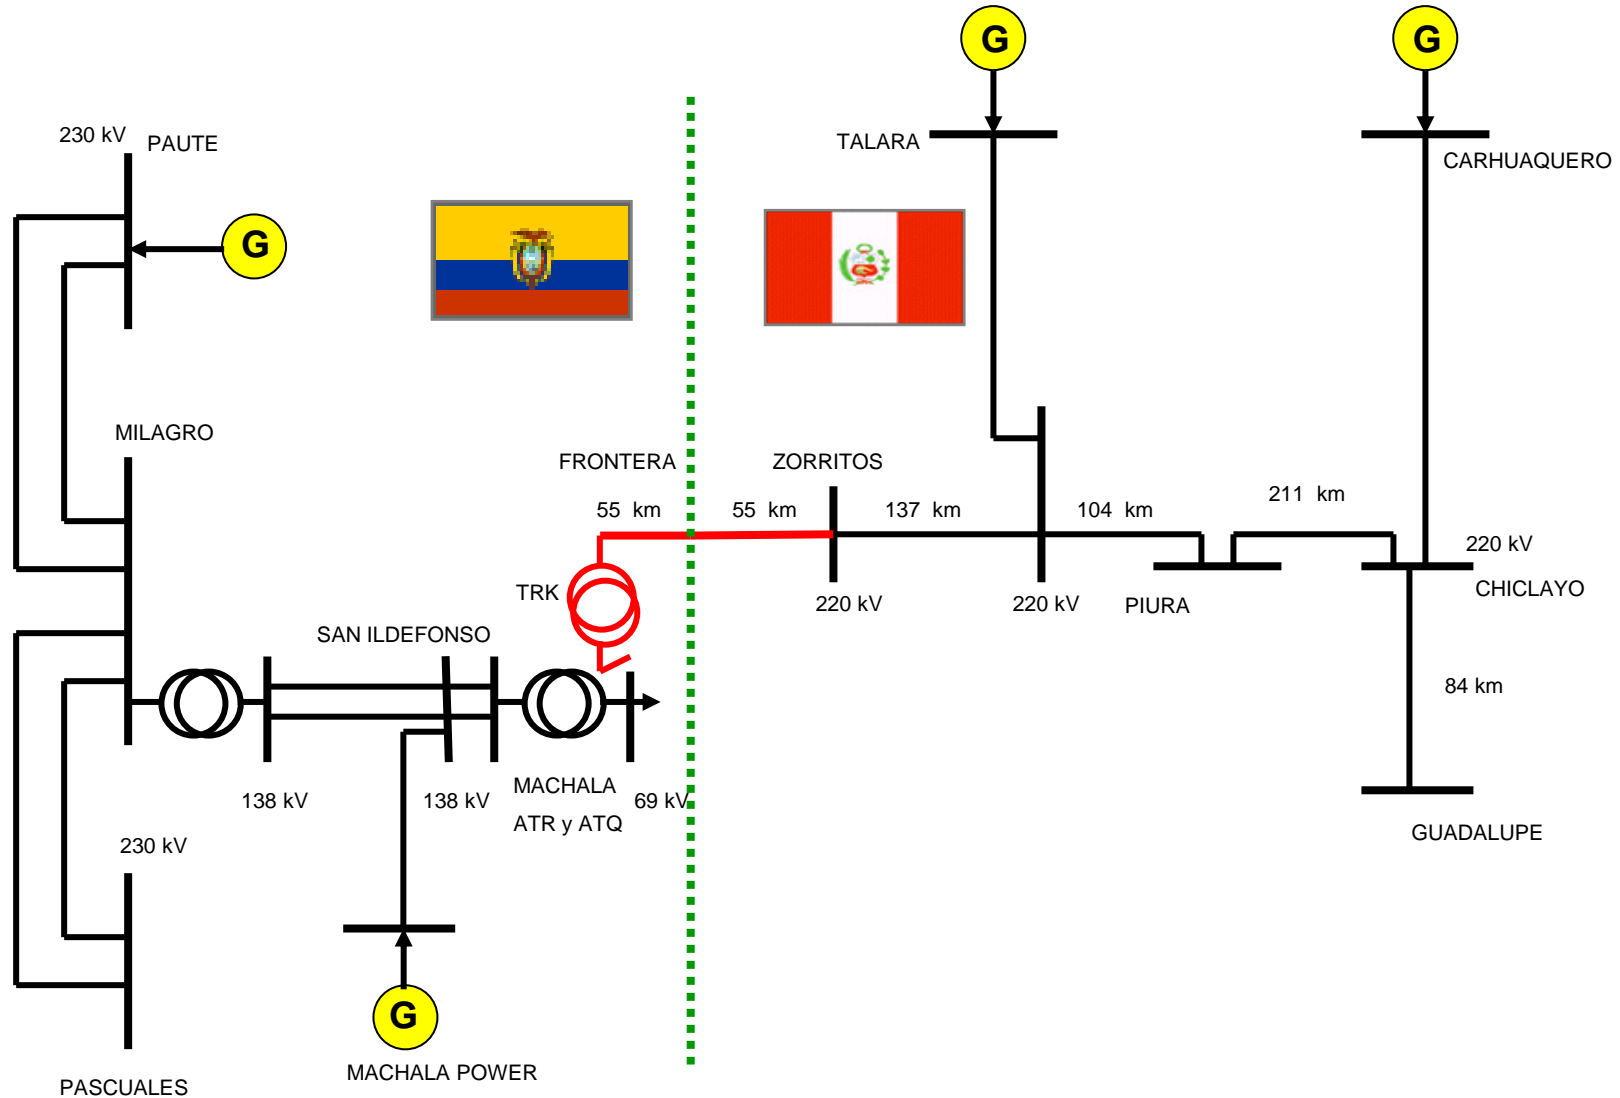 G
G
230 kV
PAUTE
TALARA
CARHUAQUERO
G
MILAGRO
FRONTERA
ZORRITOS
55 km
55 km
137 km
104 km
211 km
220 kV
CHICLAYO
TRK
220 kV
220 kV
PIURA
SAN ILDEFONSO
84 km
138 kV
138 kV
MACHALA
ATR y ATQ
69 kV
GUADALUPE
230 kV
G
MACHALA POWER
PASCUALES